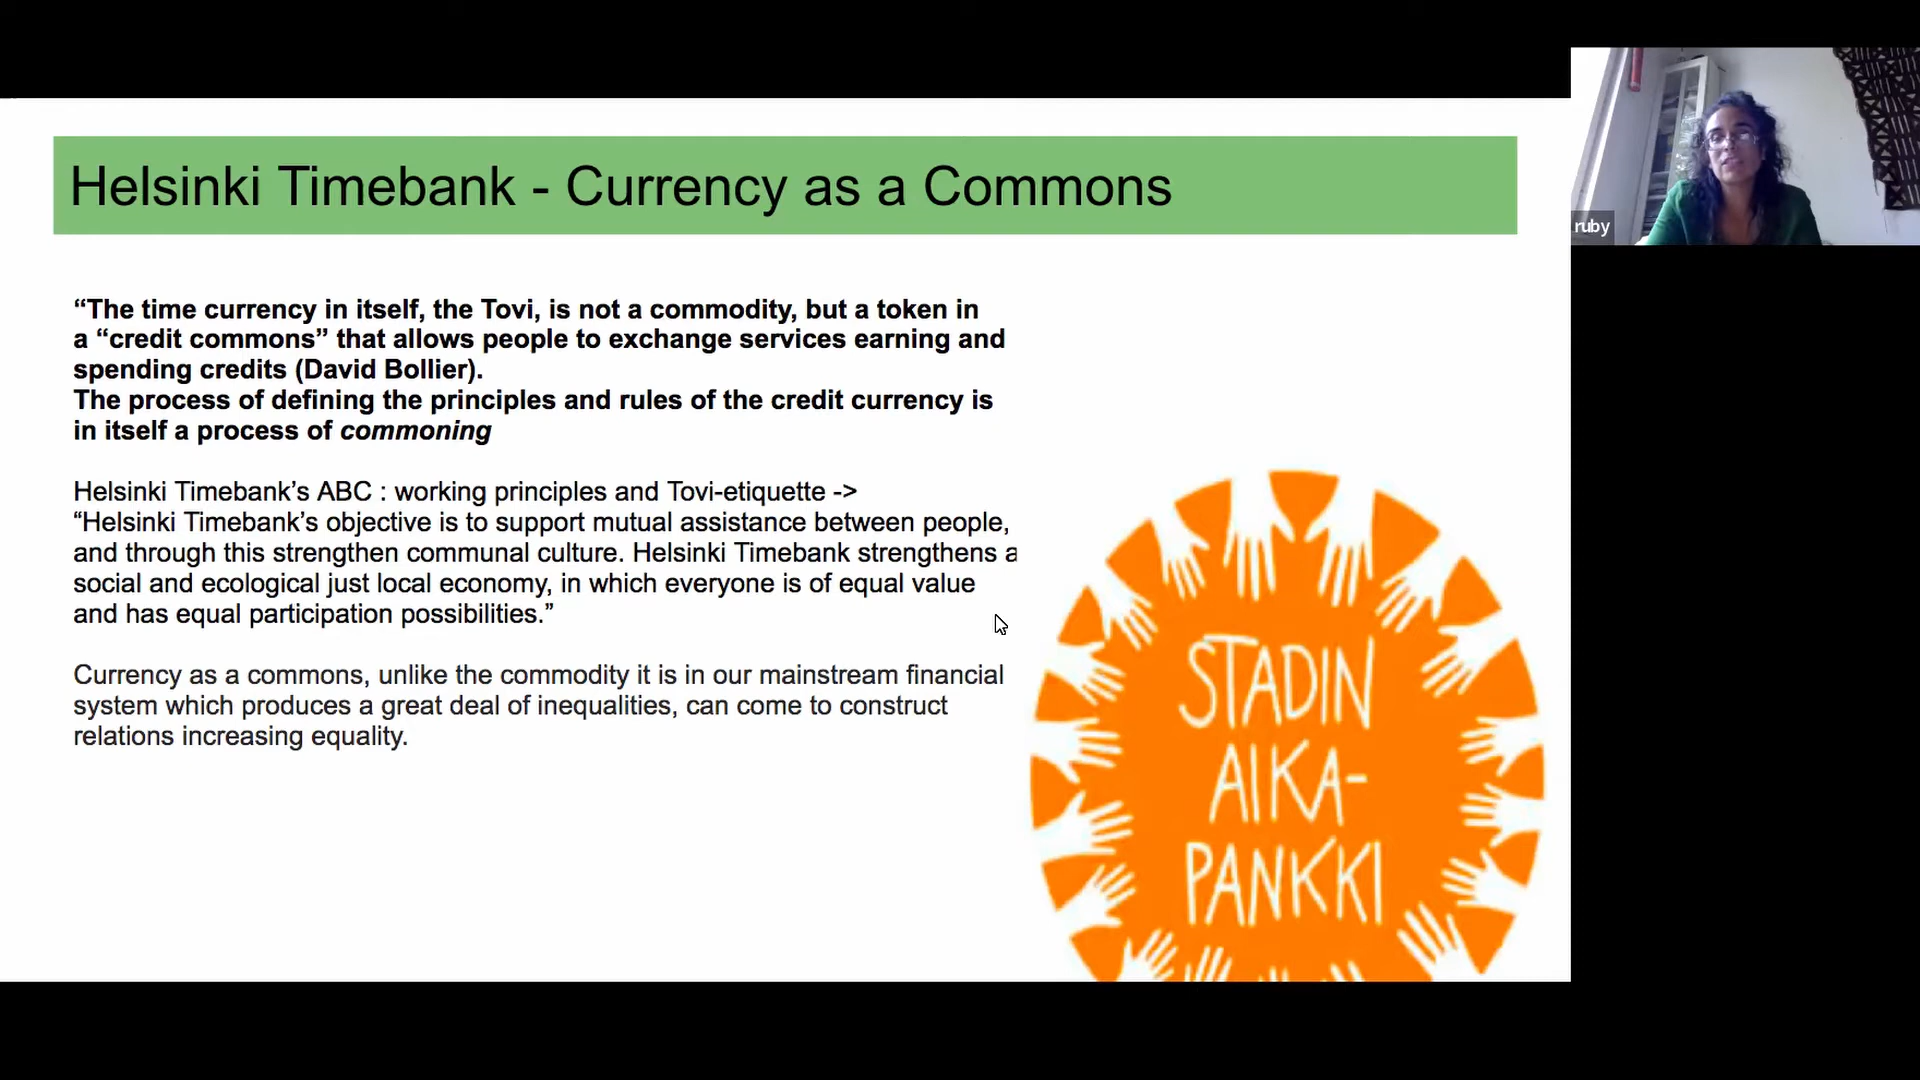 Helsinki Timebank - Currency as a Commons
“The time currency in itself, the Tovi, is not a commodity, but a token in
a “credit commons” that allows people to exchange services earning and
spending credits (David Bollier).
The process of defining the principles and rules of the credit currency is
in itself a process of commoning
Helsinki Timebank’s ABC : working principles and Tovi-etiquette ->
“Helsinki Timebank’s objective is to support mutual assistance between people,
and through this strengthen communal culture. Helsinki Timebank strengthens a
social and ecological just local economy, in which everyone is of equal value
and has equal participation possibilities.”
Currency as a commons, unlike the commodity it is in our mainstream financial
system which produces a great deal of inequalities, can come to construct
relations increasing equality.
STADIN
AIKA-
PANKKI
ruby